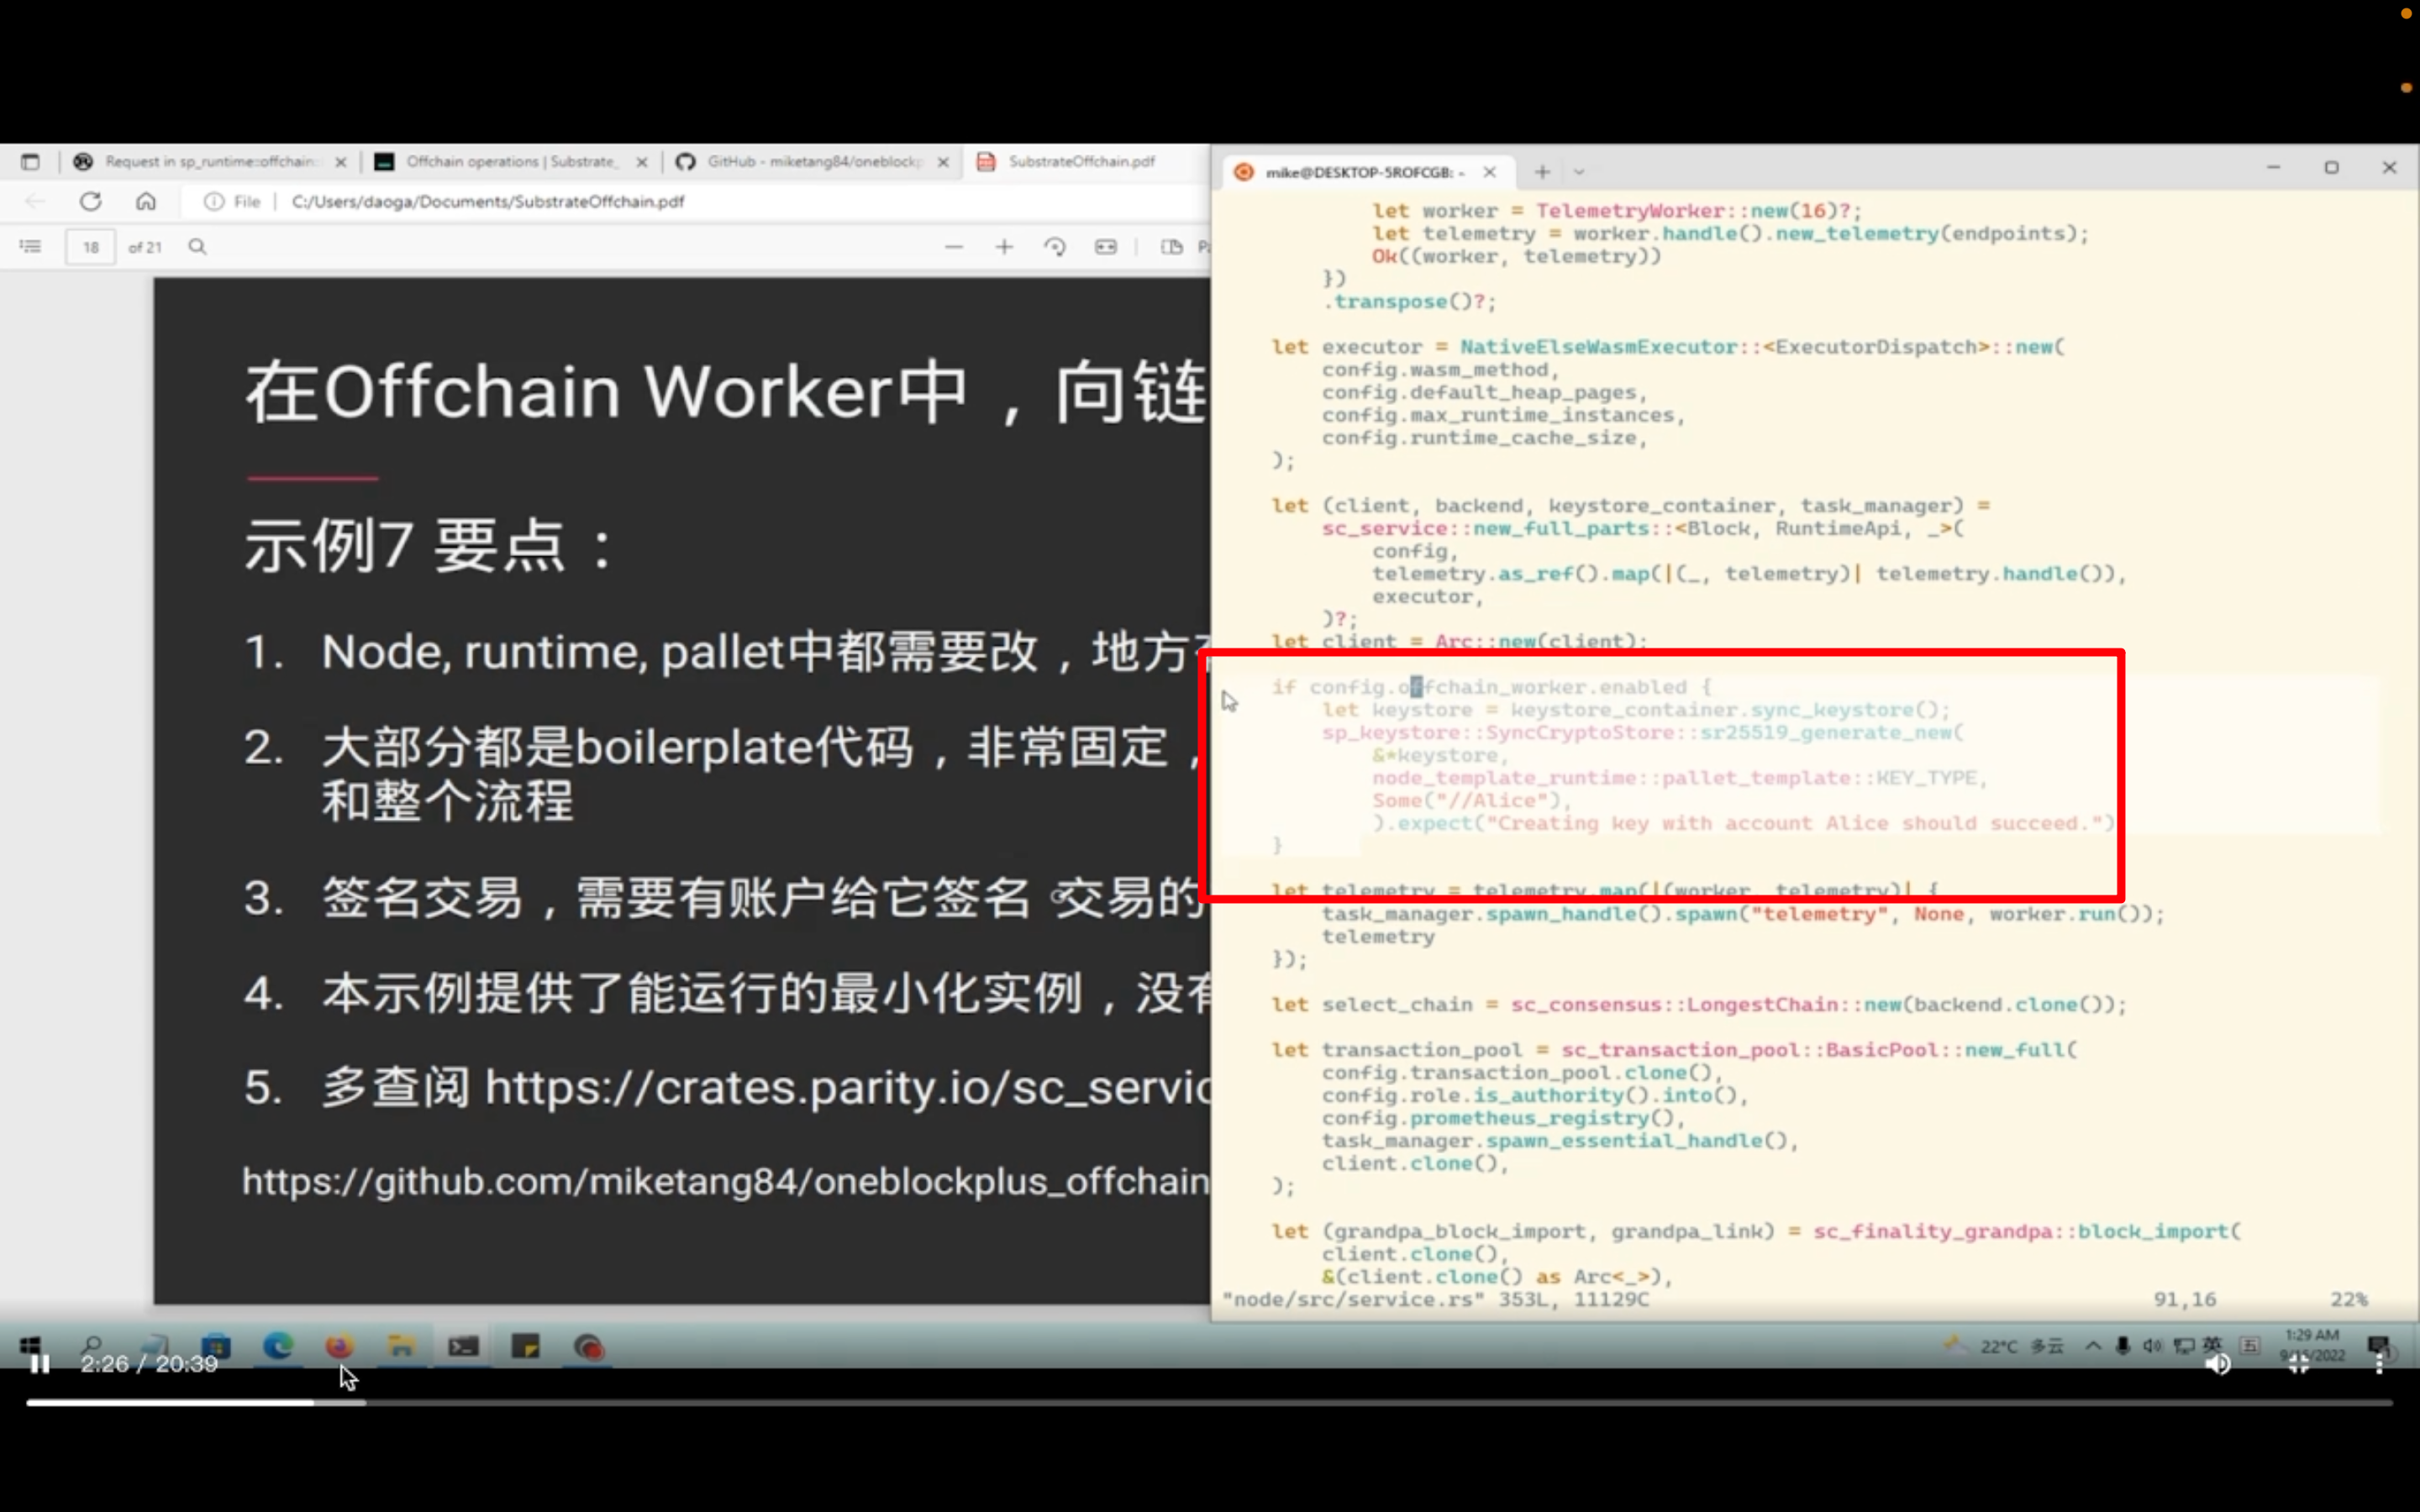 Request in sp_runtime::offchain:
Offchain operations | Substrate_
GitHub - miketang84/oneblockp
SubstrateOffchain.pdf
File
C:/Users/daoga/Documents/SubstrateOffchain.pdf
18 of 21
在Offchain Worker中，向链
示例7 要点：
1. Node, runtime, pallet中都需要改，地方
2. 大部分都是boilerplate代码，非常固定，
和整个流程
3. 签名交易，需要有账户给它签名 交易的
4. 本示例提供了能运行的最小化实例，没有
5. 多查阅 https://crates.parity.io/sc_servic
https://github.com/miketang84/oneblockplus_offchain
mike@DESKTOP-5ROFCGB: ~
let worker = TelemetryWorker::new(16)?;
let telemetry = worker.handle().new_telemetry(endpoints);
Ok((worker, telemetry))
})
.transpose()?;
let executor = NativeElseWasmExecutor::<ExecutorDispatch>::new(
config.wasm_method,
config.default_heap_pages,
config.max_runtime_instances,
config.runtime_cache_size,
);
let (client, backend, keystore_container, task_manager) =
sc_service::new_full_parts::<Block, RuntimeApi, _>(
config,
telemetry.as_ref().map(|(_, telemetry)| telemetry.handle()),
executor,
)?;
let client = Arc::new(client);
if config.offchain_worker.enabled {
let keystore = keystore_container.sync_keystore();
sp_keystore::SyncCryptoStore::sr25519_generate_new(
&*keystore,
node_template_runtime::pallet_template::KEY_TYPE,
Some("//Alice"),
).expect("Creating key with account Alice should succeed.")
}
let telemetry = telemetry.map(|(worker, telemetry)| {
task_manager.spawn_handle().spawn("telemetry", None, worker.run());
telemetry
});
let select_chain = sc_consensus::LongestChain::new(backend.clone());
let transaction_pool = sc_transaction_pool::BasicPool::new_full(
config.transaction_pool.clone(),
config.role.is_authority().into(),
config.prometheus_registry(),
task_manager.spawn_essential_handle(),
client.clone(),
);
let (grandpa_block_import, grandpa_link) = sc_finality_grandpa::block_import(
client.clone(),
&(client.clone() as Arc<_>),
"node/src/service.rs" 353L, 11129C 91,16 22%
22°C 多云 英 五 1:29 AM
2:26 / 20:39